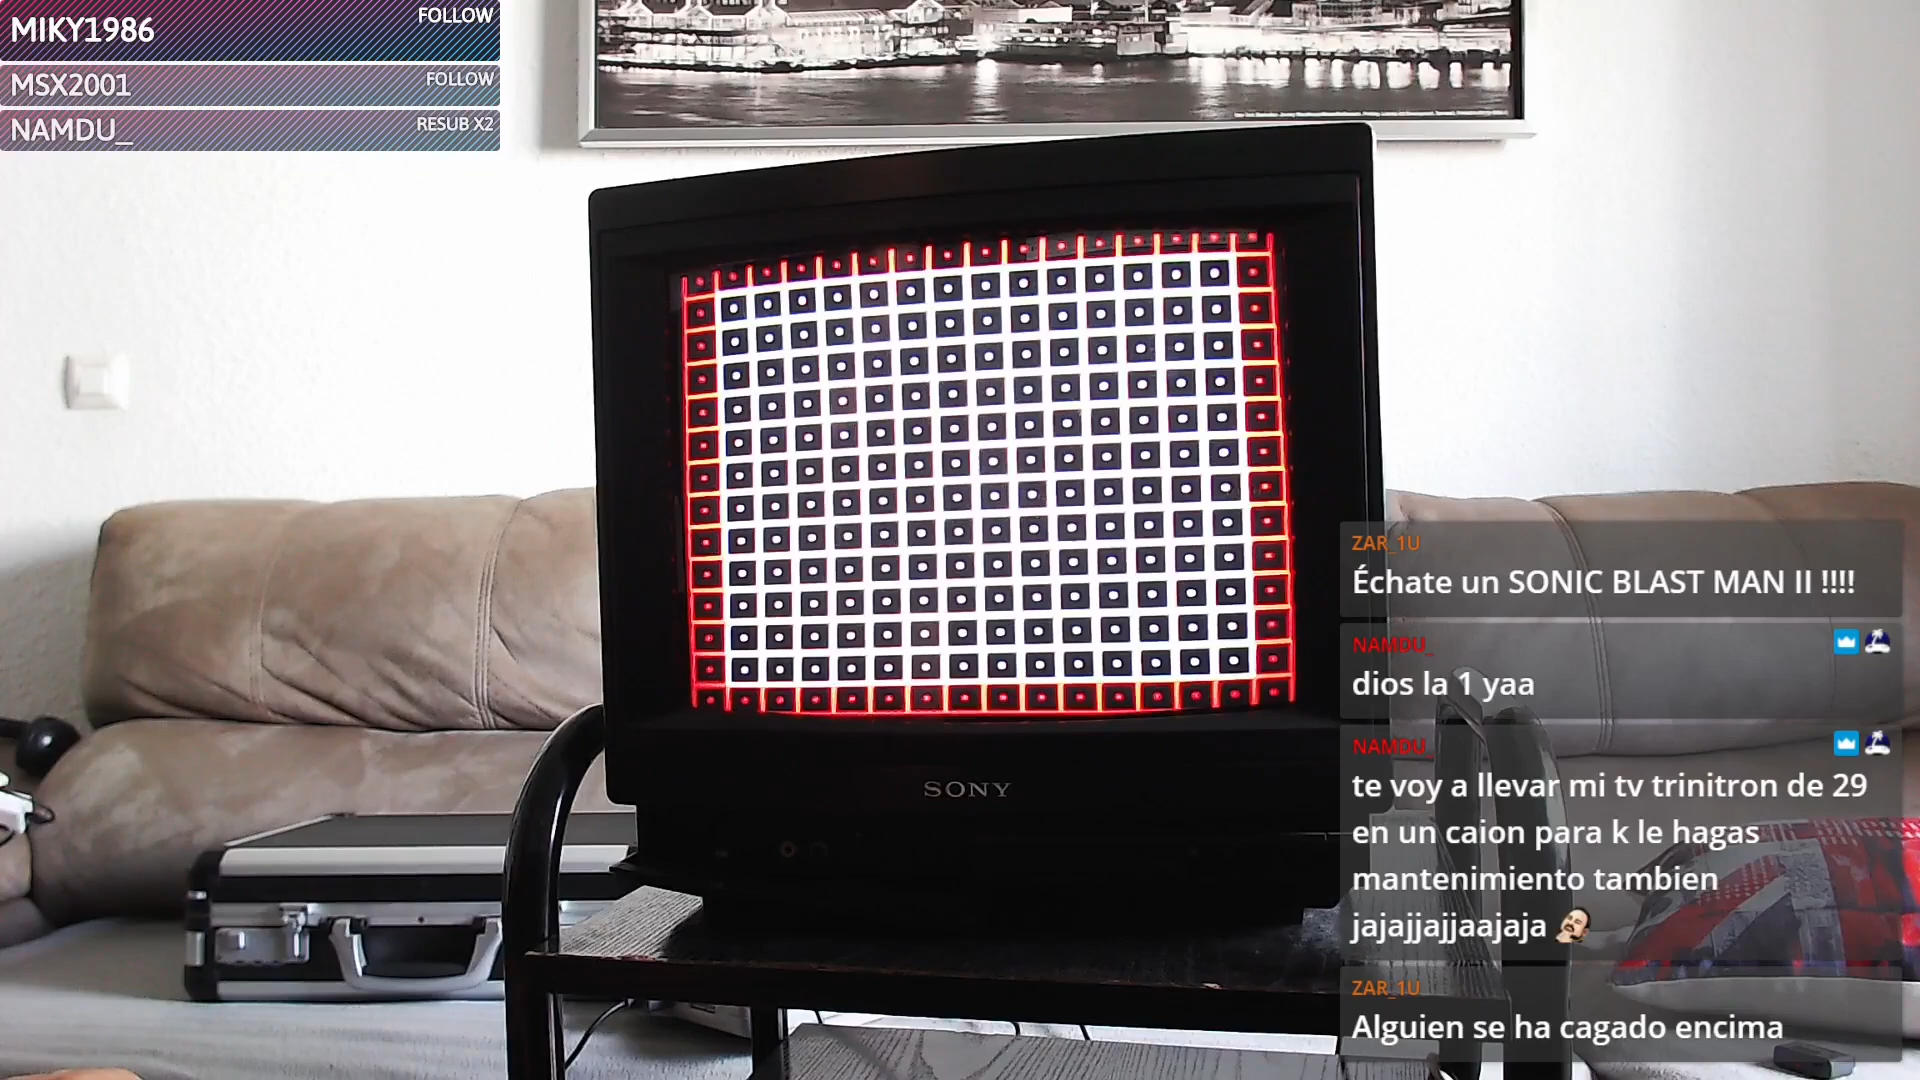 MIKY1986 FOLLOW
MSX2001 FOLLOW
NAMDU_ RESUB X2
SONY
ZAR_1U
Échate un SONIC BLAST MAN II !!!!
NAMDU_
dios la 1 yaa
NAMDU_
te voy a llevar mi tv trinitron de 29
en un caion para k le hagas
mantenimiento tambien
jajajjajjaajaja
ZAR_1U
Alguien se ha cagado encima